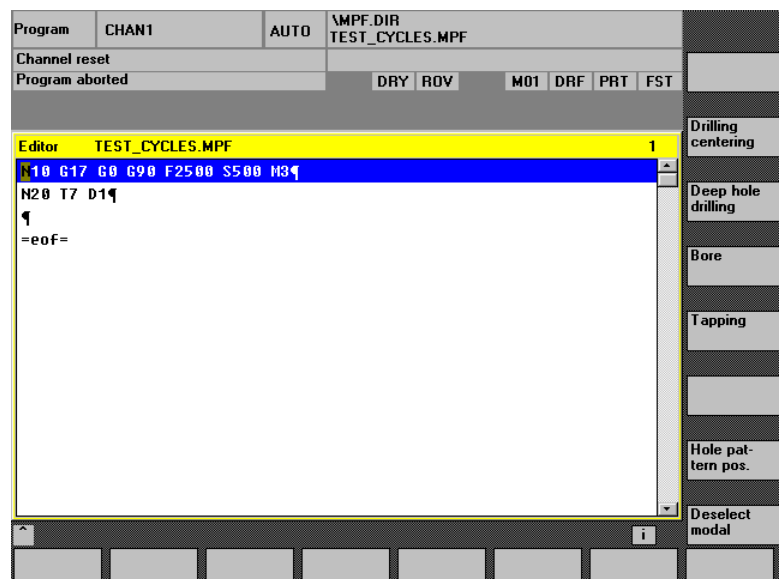 Program
CHAN1
AUTO
\MPF.DIR
TEST_CYCLES.MPF
Channel reset
Program aborted
DRY ROV M01 DRF PRT FST
Editor TEST_CYCLES.MPF 1
N10 G17 G0 G90 F2500 S500 M3¶
N20 T7 D1¶
¶
=eof=
Drilling
centering
Deep hole
drilling
Bore
Tapping
Hole pat-
tern pos.
Deselect
modal
^
i